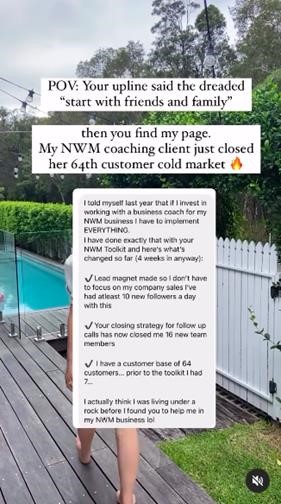 POV: Your upline said the dreaded
“start with friends and family”
then you find my page.
My NWM coaching client just closed
her 64th customer cold market 🔥
I told myself last year that if I invest in
working with a business coach for my
NWM business I have to implement
EVERYTHING.
I have done exactly that with your
NWM Toolkit and here's what's
changed so far (4 weeks in anyway):
✔ Lead magnet made so I don't have
to focus on my company sales I've
had atleast 10 new followers a day
with this
✔ Your closing strategy for follow up
calls has now closed me 16 new team
members
✔ I have a customer base of 64
customers... prior to the toolkit I had
7...
I actually think I was living under a
rock before I found you to help me in
my NWM business lol